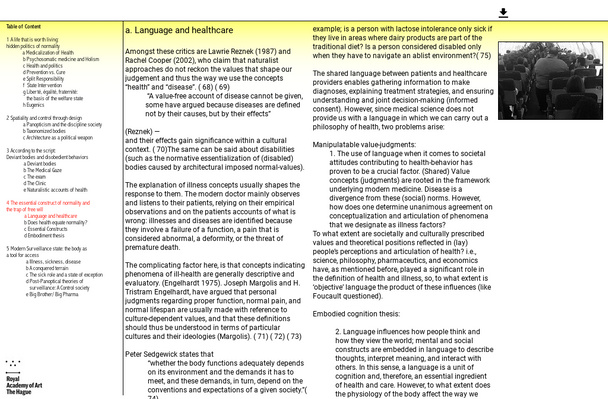 Table of Content
1 A life that is worth living:
hidden politics of normality
a Medicalization of Health
b Psychosomatic medicine and Holism
c Health and politics
d Prevention vs. Cure
e Split Responsibility
f State Intervention
g Liberté, égalité, fraternité:
the basis of the welfare state
h Eugenics
2 Spatiality and control through design
a Panopticism and the discipline society
b Taxonomized bodies
c Architecture as a political weapon
3 According to the script:
Deviant bodies and disobedient behaviors
a Deviant bodies
b The Medical Gaze
c The exam
d The Clinic
e Naturalistic accounts of health
4 The essential construct of normality and
the trap of free will
a Language and healthcare
b Does health equate normality?
c Essential Constructs
d Embodiment thesis
5 Modern Surveillance state: the body as
a tool for access
a Illness, sickness, disease
b A conquered terrain
c The sick role and a state of exception
d Post-Panoptical theories of
surveillance: A Control society
e Big Brother/ Big Pharma
Royal
Academy of Art
The Hague
a. Language and healthcare
Amongst these critics are Lawrie Reznek (1987) and
Rachel Cooper (2002), who claim that naturalist
approaches do not reckon the values that shape our
judgement and thus the way we use the concepts
"health" and "disease". ( 68) ( 69)
"A value-free account of disease cannot be given,
some have argued because diseases are defined
not by their causes, but by their effects"
(Reznek) —
and their effects gain significance within a cultural
context. ( 70)The same can be said about disabilities
(such as the normative essentialization of (disabled)
bodies caused by architectural imposed normal-values).
The explanation of illness concepts usually shapes the
response to them. The modern doctor mainly observes
and listens to their patients, relying on their empirical
observations and on the patients accounts of what is
wrong: illnesses and diseases are identified because
they involve a failure of a function, a pain that is
considered abnormal, a deformity, or the threat of
premature death.
The complicating factor here, is that concepts indicating
phenomena of ill-health are generally descriptive and
evaluatory. (Engelhardt 1975). Joseph Margolis and H.
Tristram Engelhardt, have argued that personal
judgments regarding proper function, normal pain, and
normal lifespan are usually made with reference to
culture-dependent values, and that these definitions
should thus be understood in terms of particular
cultures and their ideologies (Margolis). ( 71) ( 72) ( 73)
Peter Sedgewick states that
"whether the body functions adequately depends
on its environment and the demands it has to
meet, and these demands, in turn, depend on the
conventions and expectations of a given society."(
74)
example; is a person with lactose intolerance only sick if
they live in areas where dairy products are part of the
traditional diet? Is a person considered disabled only
when they have to navigate an ablist environment?( 75)
The shared language between patients and healthcare
providers enables gathering information to make
diagnoses, explaining treatment strategies, and ensuring
understanding and joint decision-making (informed
consent). However, since medical science does not
provide us with a language in which we can carry out a
philosophy of health, two problems arise:
Manipulatable value-judgments:
1. The use of language when it comes to societal
attitudes contributing to health-behavior has
proven to be a crucial factor. (Shared) Value
concepts (judgments) are rooted in the framework
underlying modern medicine. Disease is a
divergence from these (social) norms. However,
how does one determine unanimous agreement on
conceptualization and articulation of phenomena
that we designate as illness factors?
To what extent are societally and culturally prescribed
values and theoretical positions reflected in (lay)
people's perceptions and articulation of health? i.e.,
science, philosophy, pharmaceutics, and economics
have, as mentioned before, played a significant role in
the definition of health and illness, so, to what extent is
'objective' language the product of these influences (like
Foucault questioned).
Embodied cognition thesis:
2. Language influences how people think and
how they view the world; mental and social
constructs are embedded in language to describe
thoughts, interpret meaning, and interact with
others. In this sense, a language is a unit of
cognition and, therefore, an essential ingredient
of health and care. However, to what extent does
the physiology of the body affect the way we